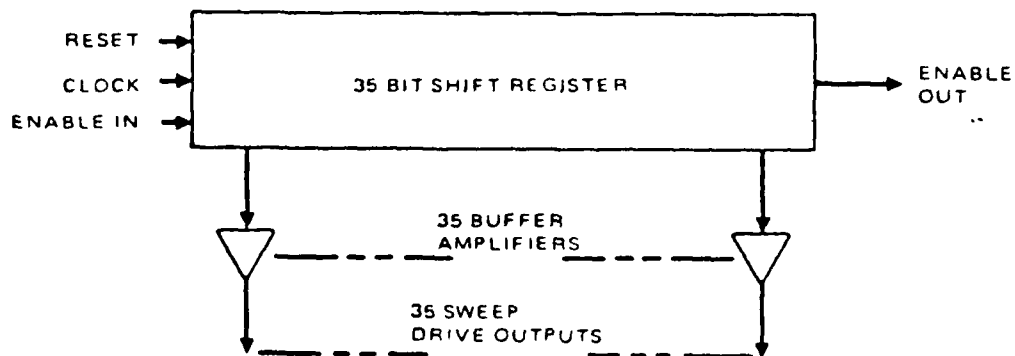 RESET
CLOCK
ENABLE IN
35 BIT SHIFT REGISTER
ENABLE
OUT
35 BUFFER
AMPLIFIERS
35 SWEEP
DRIVE OUTPUTS